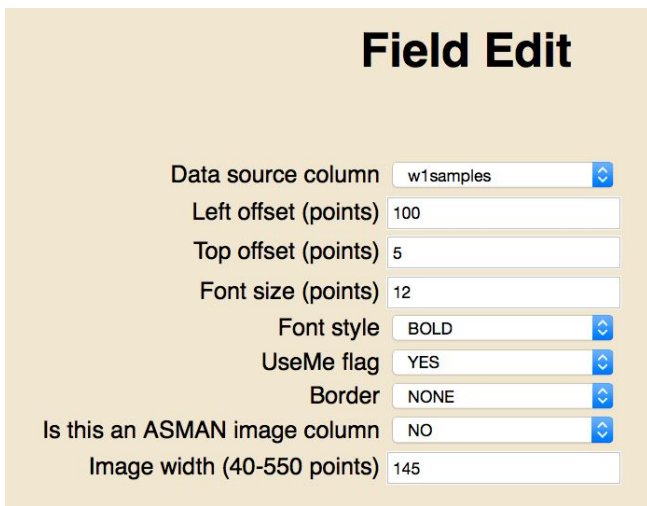 Field Edit
Data source column w1samples
Left offset (points) 100
Top offset (points) 5
Font size (points) 12
Font style BOLD
UseMe flag YES
Border NONE
Is this an ASMAN image column NO
Image width (40-550 points) 145